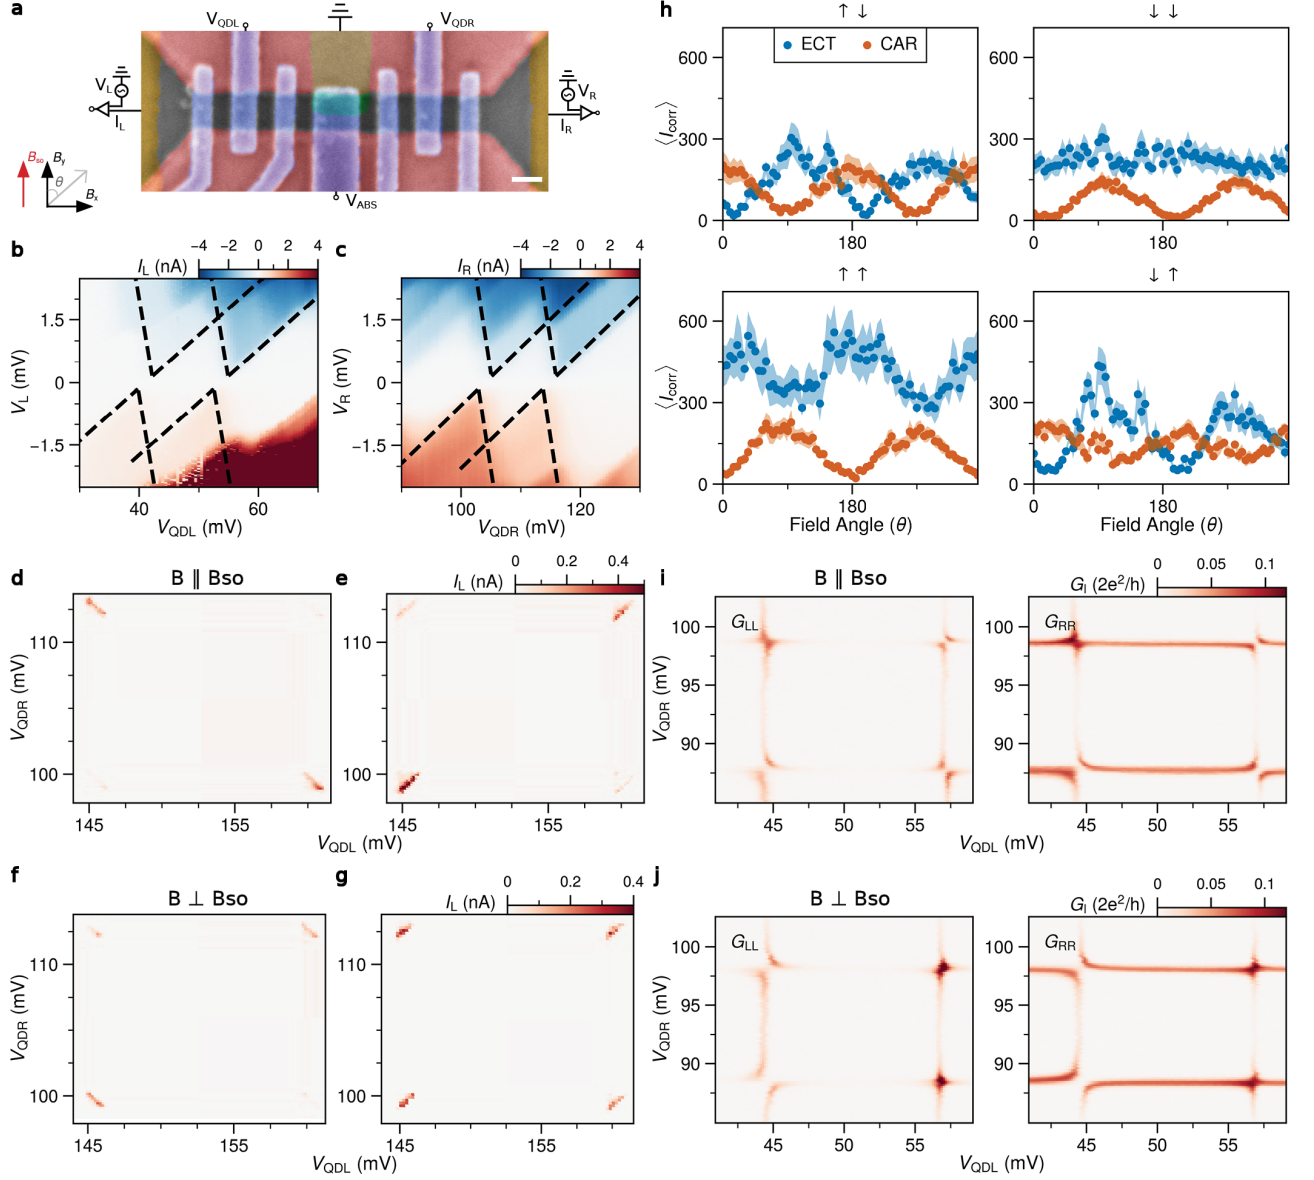 a
V_QDL
V_QDR
V_L
I_L
V_R
I_R
B_so
B_y
θ
B_x
V_ABS
b
I_L (nA)
−4 −2 0 2 4
V_L (mV)
1.5
0
−1.5
40 60
V_QDL (mV)
c
I_R (nA)
−4 −2 0 2 4
V_R (mV)
1.5
0
−1.5
100 120
V_QDR (mV)
d
B ∥ Bso
V_QDR (mV)
110
100
145 155
e
I_L (nA)
0 0.2 0.4
145 155
V_QDL (mV)
f
B ⊥ Bso
V_QDR (mV)
110
100
145 155
g
I_L (nA)
0 0.2 0.4
110
100
145 155
V_QDL (mV)
h
↑ ↓
ECT CAR
⟨I_corr⟩
600
300
0
0 180
↓ ↓
600
300
0
0 180
↑ ↑
⟨I_corr⟩
600
300
0
0 180
Field Angle (θ)
↓ ↑
600
300
0
0 180
Field Angle (θ)
i
B ∥ Bso
G_l (2e²/h)
0 0.05 0.1
G_LL
V_QDR (mV)
100
95
90
45 50 55
G_RR
100
95
90
45 50 55
V_QDL (mV)
j
B ⊥ Bso
G_l (2e²/h)
0 0.05 0.1
G_LL
V_QDR (mV)
100
95
90
45 50 55
G_RR
100
95
90
45 50 55
V_QDL (mV)